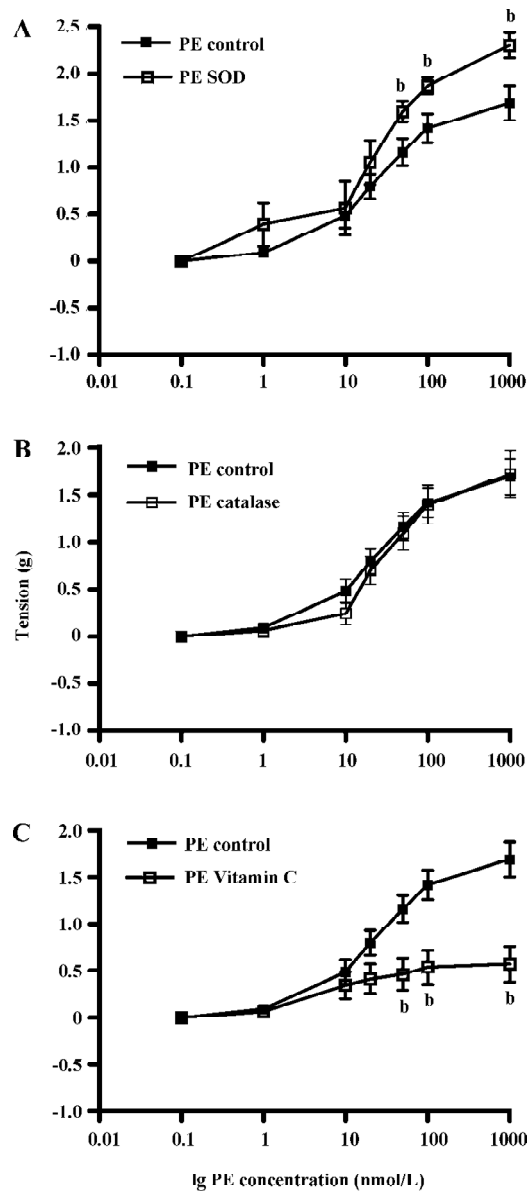 A
PE control
PE SOD
2.5
2.0
1.5
1.0
0.5
0
-0.5
-1.0
b
b
b
0.01
0.1
1
10
100
1000
B
PE control
PE catalase
2.0
1.5
1.0
0.5
0
-0.5
-1.0
Tension (g)
0.01
0.1
1
10
100
1000
C
PE control
PE Vitamin C
2.0
1.5
1.0
0.5
0
-0.5
-1.0
b
b
b
0.01
0.1
1
10
100
1000
lg PE concentration (nmol/L)